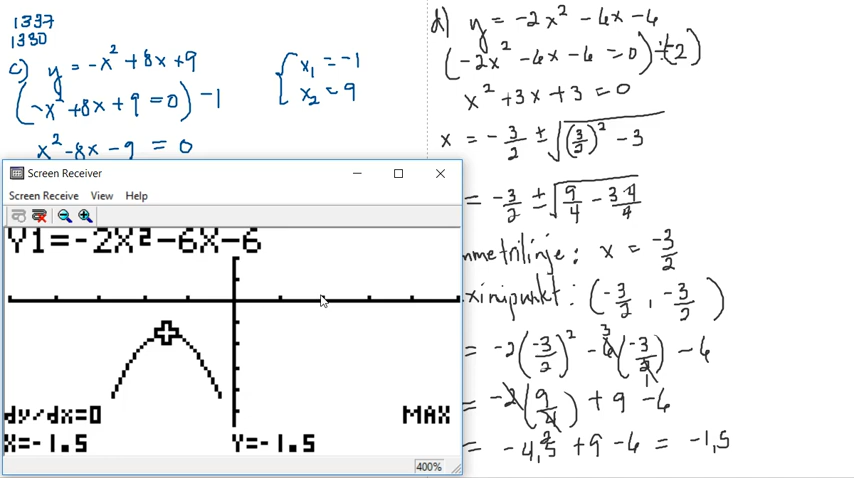 1337
1330
c) y = -x² + 8x + 9
(-x² + 8x + 9 = 0) -1
x² - 8x - 9 = 0
{ x₁ = -1
x₂ = 9
Screen Receiver
Screen Receive View Help
Y1=-2X²-6X-6
dy/dx=0 MAX
X=-1.5 Y=-1.5
400%
d) y = -2x² - 6x - 6
(-2x² - 6x - 6 = 0) ÷(-2)
x² + 3x + 3 = 0
x = -3/2 ± √((3/2)² - 3)
= -3/2 ± √(9/4 - 3·4/4)
mmetrilinje: x = -3/2
ximipunkt: (-3/2, -3/2)
= -2(-3/2)² - 6(-3/2) - 6
= -2(9/4) + 9 - 6
= -4,5 + 9 - 6 = -1,5